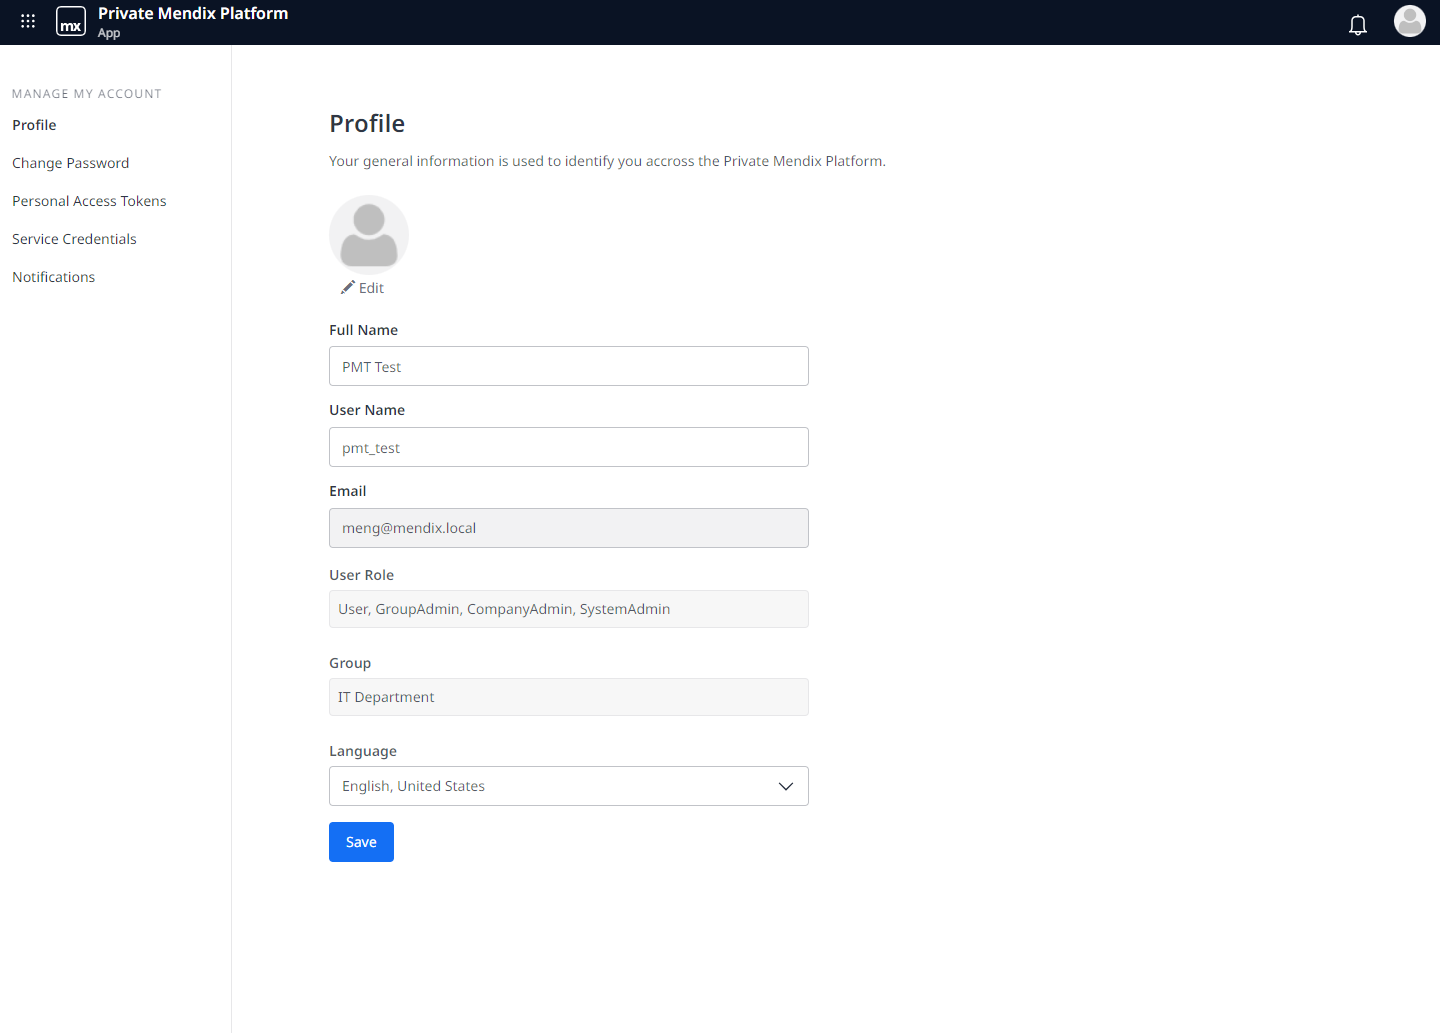 mx
Private Mendix Platform
App
MANAGE MY ACCOUNT
Profile
Change Password
Personal Access Tokens
Service Credentials
Notifications
Profile
Your general information is used to identify you accross the Private Mendix Platform.
Edit
Full Name
PMT Test
User Name
pmt_test
Email
meng@mendix.local
User Role
User, GroupAdmin, CompanyAdmin, SystemAdmin
Group
IT Department
Language
English, United States
Save